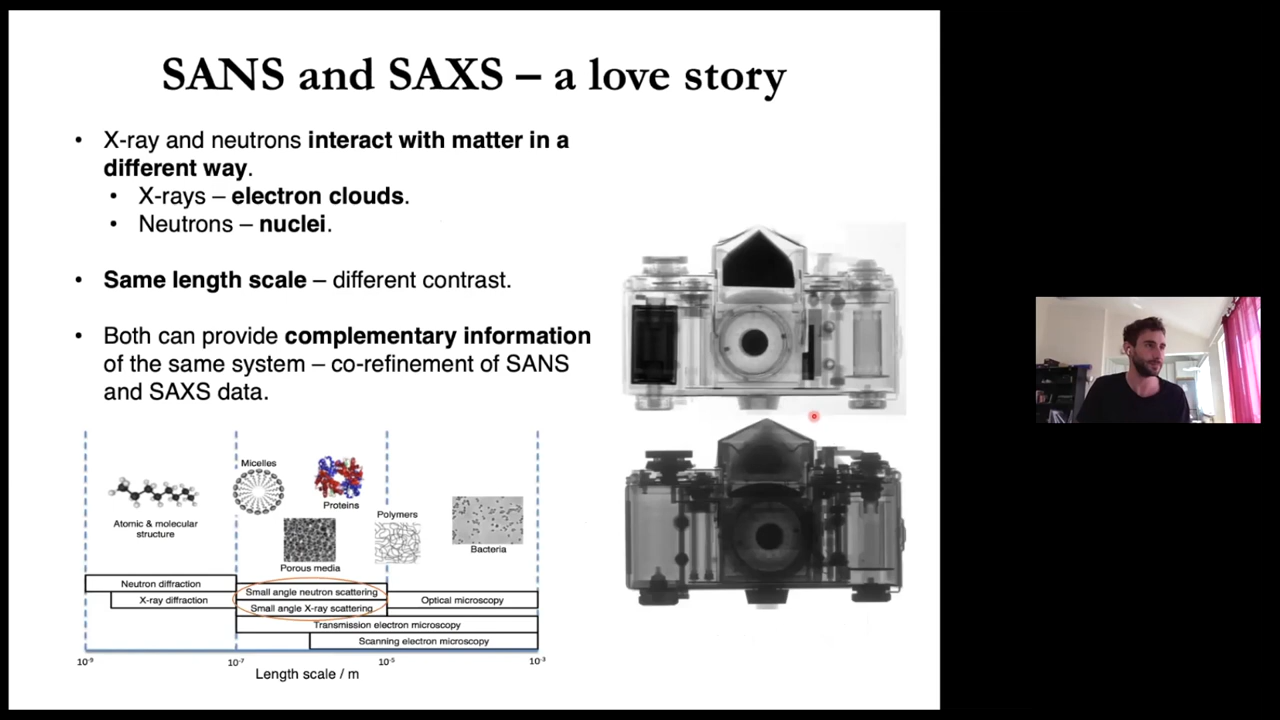 SANS and SAXS – a love story
• X-ray and neutrons interact with matter in a
different way.
• X-rays – electron clouds.
• Neutrons – nuclei.
• Same length scale – different contrast.
• Both can provide complementary information
of the same system – co-refinement of SANS
and SAXS data.
Micelles
Proteins
Polymers
Atomic & molecular
structure
Bacteria
Porous media
Neutron diffraction
Small angle neutron scattering
X-ray diffraction
Optical microscopy
Small angle X-ray scattering
Transmission electron microscopy
Scanning electron microscopy
10⁻⁹ 10⁻⁷ 10⁻⁵ 10⁻³
Length scale / m